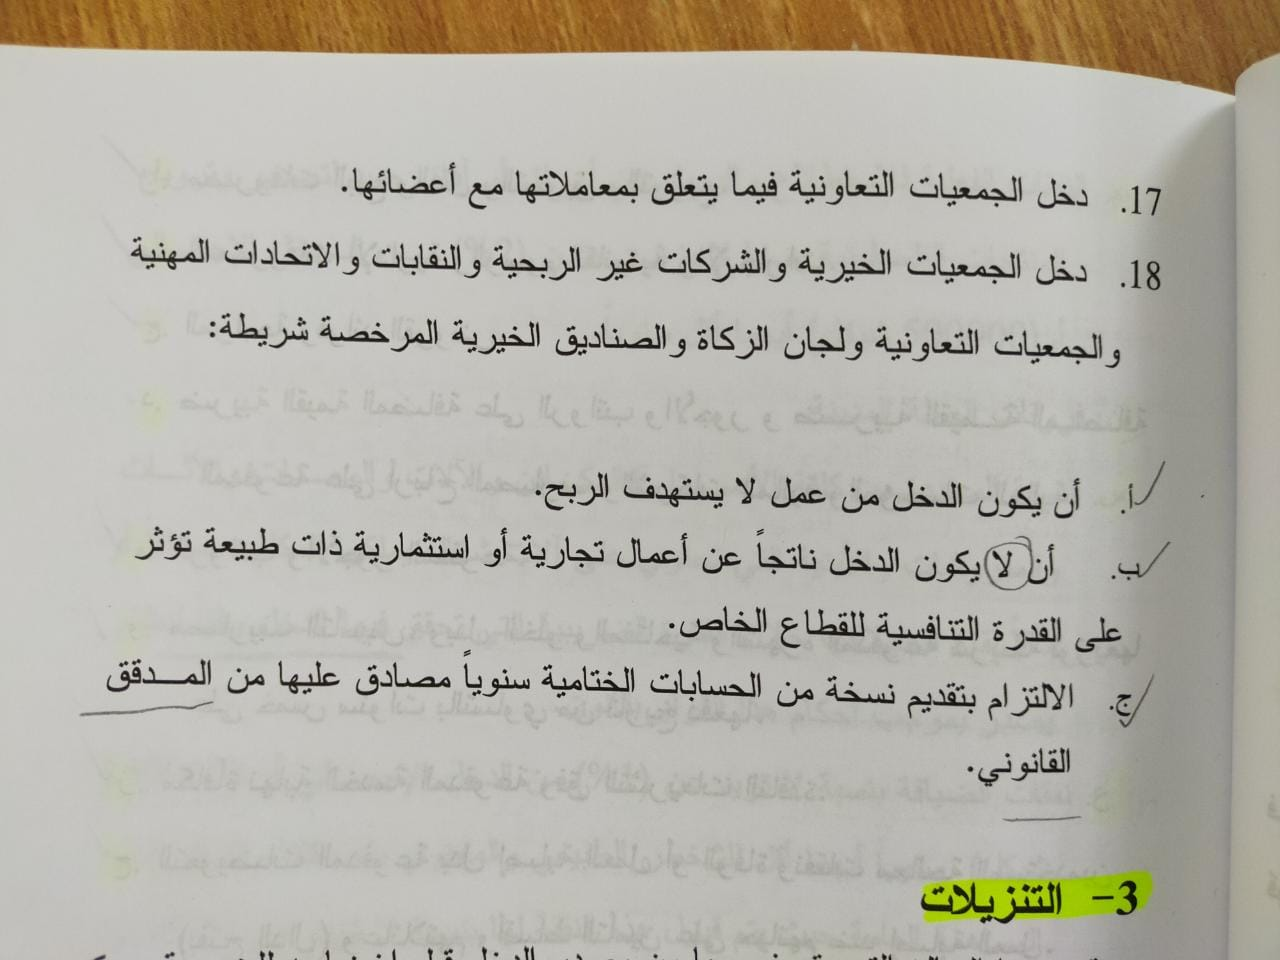 17. دخل الجمعيات التعاونية فيما يتعلق بمعاملاتها مع أعضائها.
18. دخل الجمعيات الخيرية والشركات غير الربحية والنقابات والاتحادات المهنية
والجمعيات التعاونية ولجان الزكاة والصناديق الخيرية المرخصة شريطة:
أ. أن يكون الدخل من عمل لا يستهدف الربح.
ب. أن لا يكون الدخل ناتجاً عن أعمال تجارية أو استثمارية ذات طبيعة تؤثر
على القدرة التنافسية للقطاع الخاص.
ج. الالتزام بتقديم نسخة من الحسابات الختامية سنوياً مصادق عليها من المـــدقق
القانوني.
3- التنزيلات